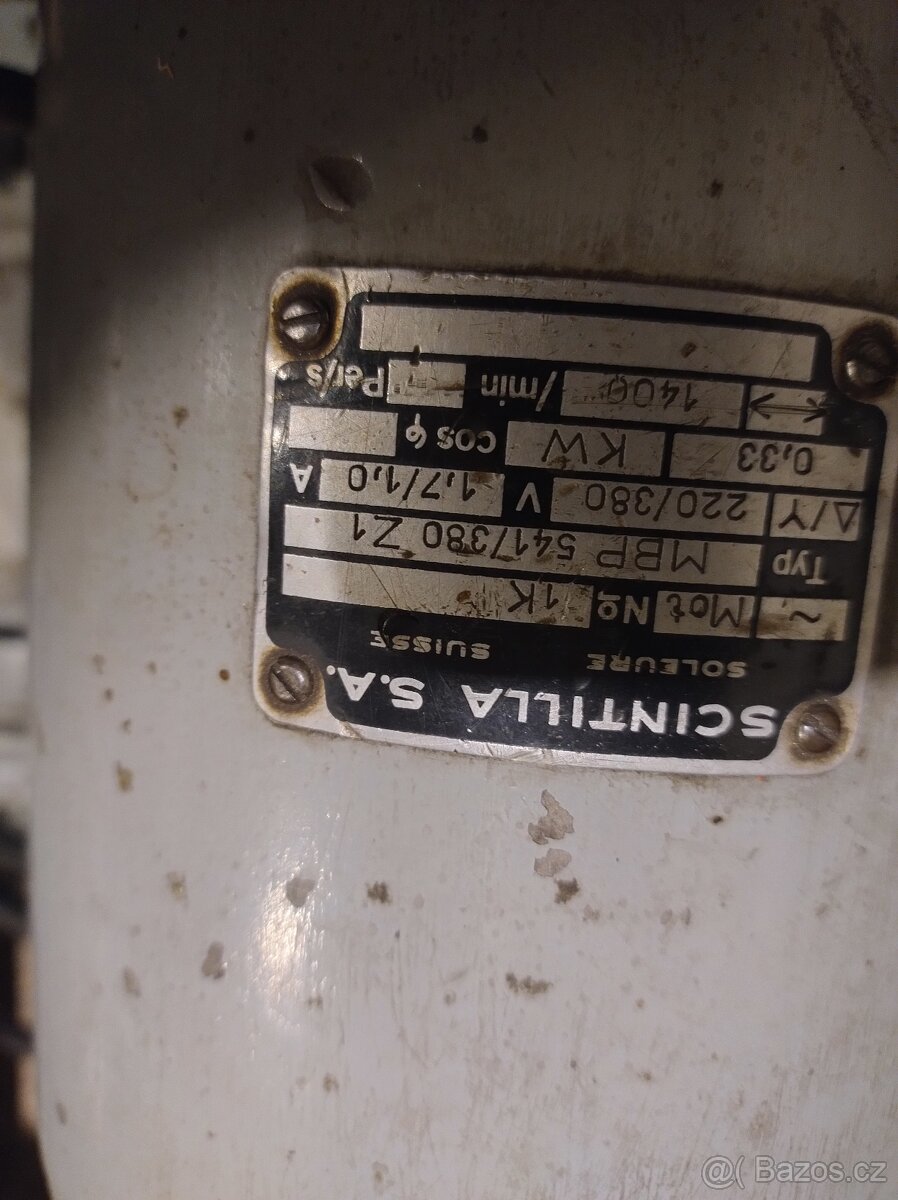 SCINTILLA S.A.
SOLEURE SUISSE
~ Mot № 1K
Typ MBP 541/380 Z1
Δ/Y 220/380 V 1,7/1,0 A
0,33 KW cos φ
<--> 1400 /min - Per/s
@( Bazos.cz